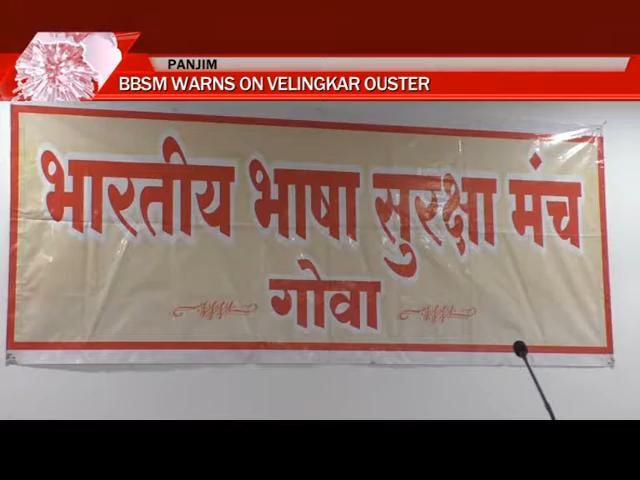 PANJIM
BBSM WARNS ON VELINGKAR OUSTER
भारतीय भाषा सुरक्षा मंच
गोवा